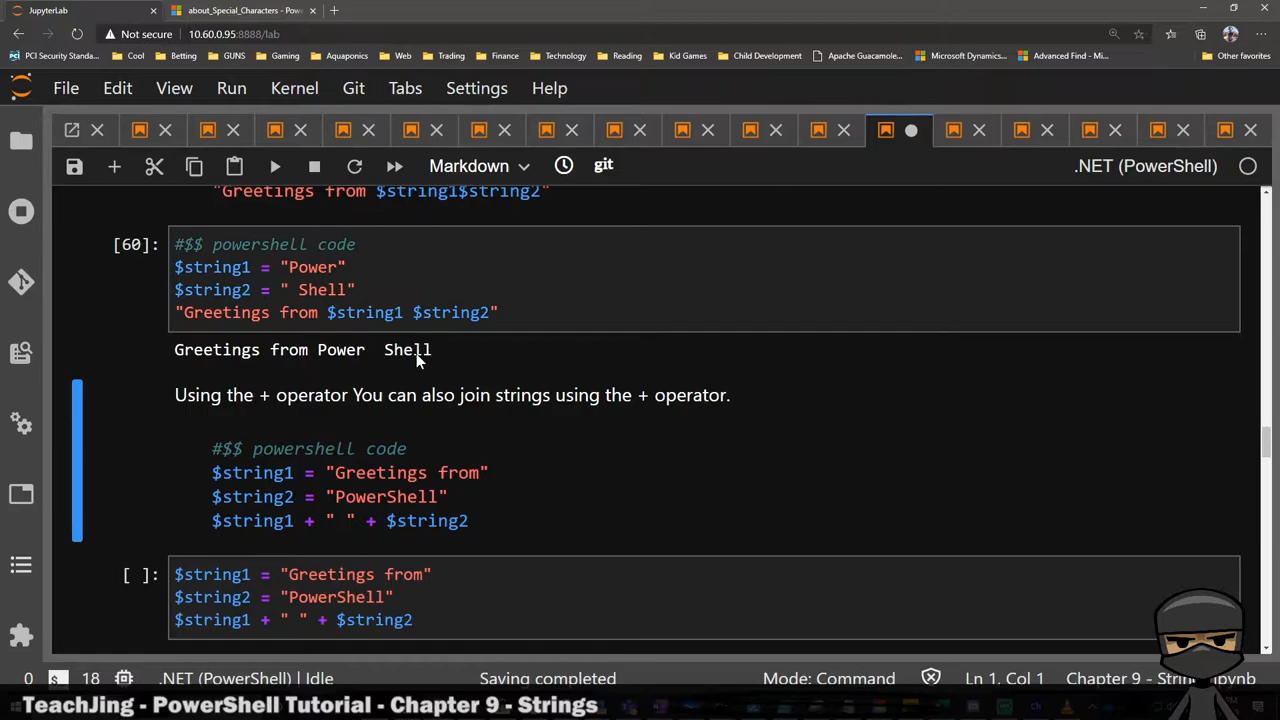 JupyterLab
about_Special_Characters - Pow
Not secure
10.60.0.95:8888/lab
PCI Security Standa...
Cool
Betting
GUNS
Gaming
Aquaponics
Web
Trading
Finance
Technology
Reading
Kid Games
Child Development
Apache Guacamole...
Microsoft Dynamics...
Advanced Find - Mi...
Other favorites
File Edit View Run Kernel Git Tabs Settings Help
Markdown
git
.NET (PowerShell)
"Greetings from $string1$string2"
[60]:
#$$ powershell code
$string1 = "Power"
$string2 = " Shell"
"Greetings from $string1 $string2"
Greetings from Power  Shell
Using the + operator You can also join strings using the + operator.
#$$ powershell code
$string1 = "Greetings from"
$string2 = "PowerShell"
$string1 + " " + $string2
[ ]:
$string1 = "Greetings from"
$string2 = "PowerShell"
$string1 + " " + $string2
0
$_
18
.NET (PowerShell) | Idle
Saving completed
Mode: Command
Ln 1, Col 1
TeachJing - PowerShell Tutorial - Chapter 9 - Strings